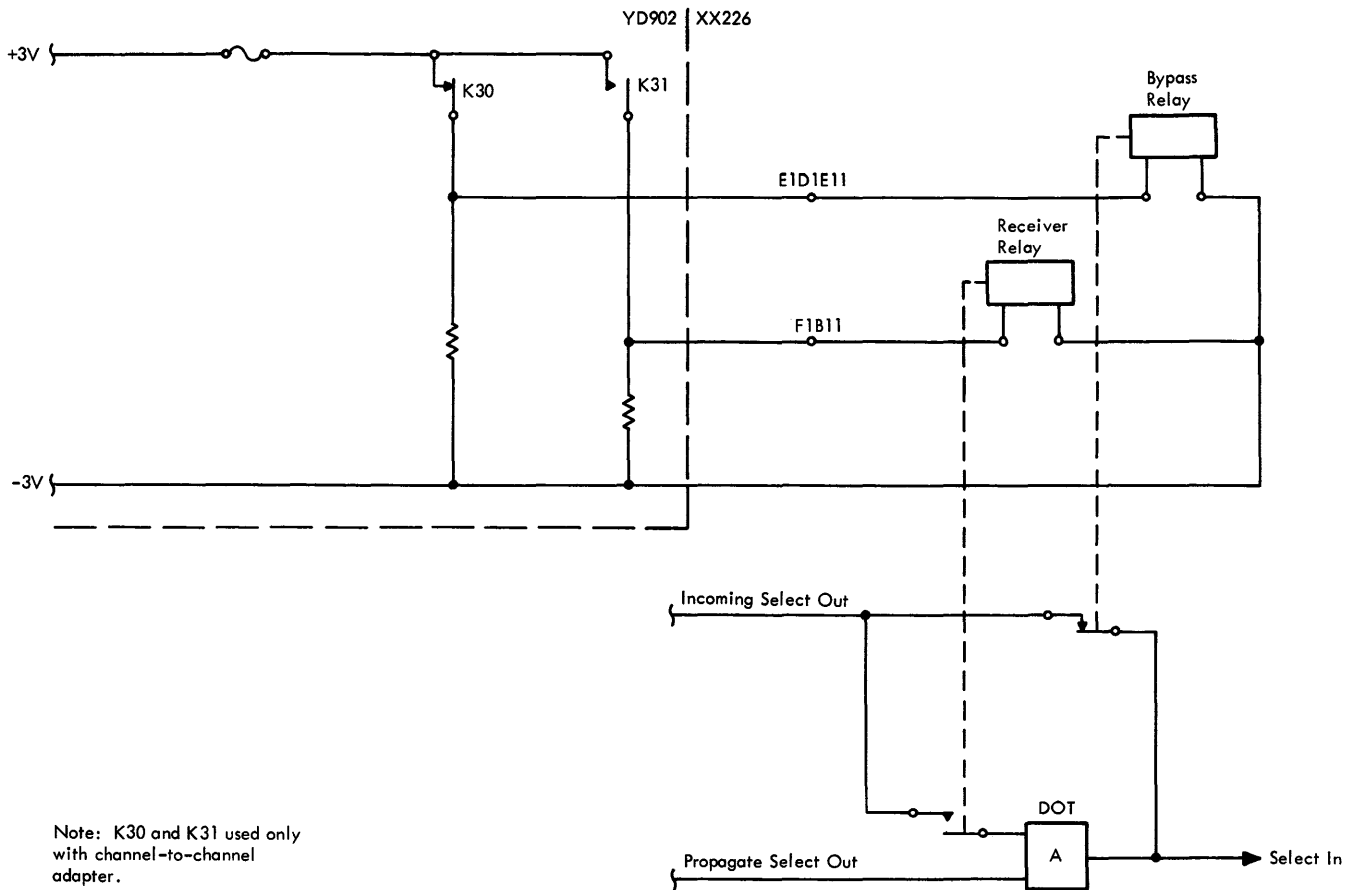 YD902 XX226
+3V
K30
K31
Bypass
Relay
E1D1E11
Receiver
Relay
F1B11
-3V
Incoming Select Out
DOT
A
Select In
Propagate Select Out
Note: K30 and K31 used only
with channel-to-channel
adapter.